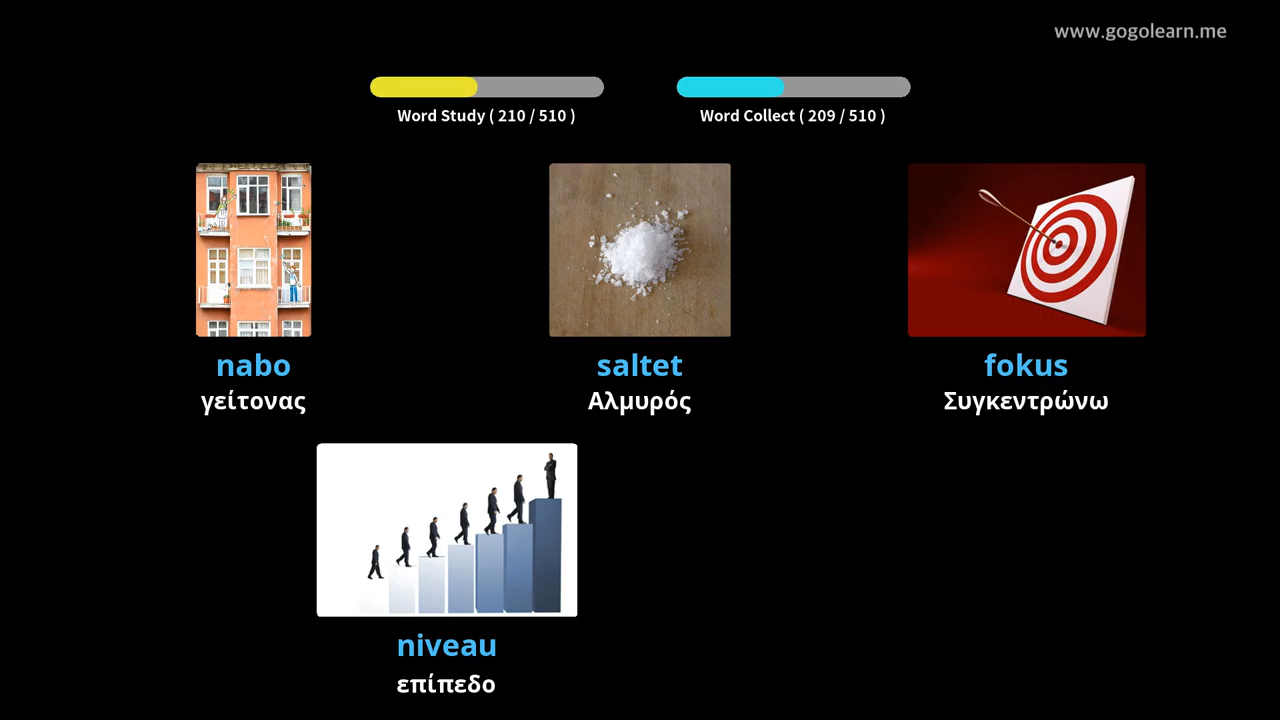 www.gogolearn.me
Word Study ( 210 / 510 )
Word Collect ( 209 / 510 )
nabo
γείτονας
saltet
Αλμυρός
fokus
Συγκεντρώνω
niveau
επίπεδο